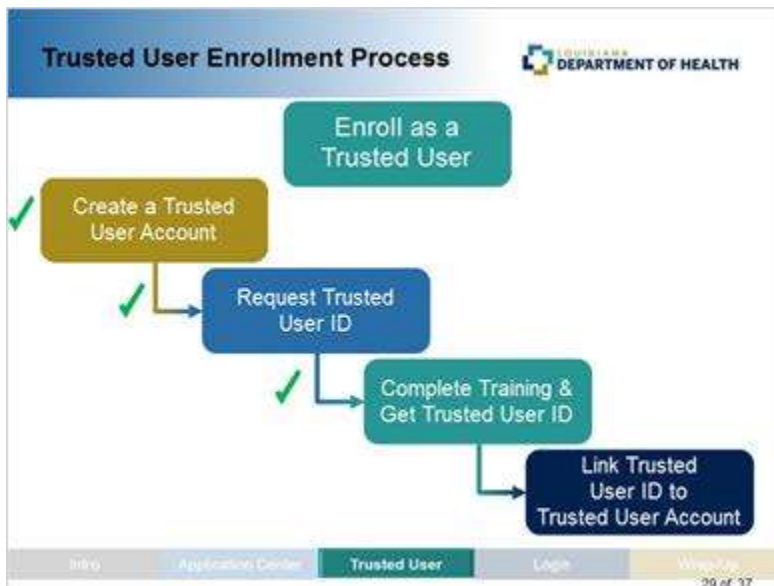 Trusted User Enrollment Process
LOUISIANA
DEPARTMENT OF HEALTH
Enroll as a
Trusted User
Create a Trusted
User Account
Request Trusted
User ID
Complete Training &
Get Trusted User ID
Link Trusted
User ID to
Trusted User Account
Intro
Application Center
Trusted User
Login
Wrap-Up
29 of 37